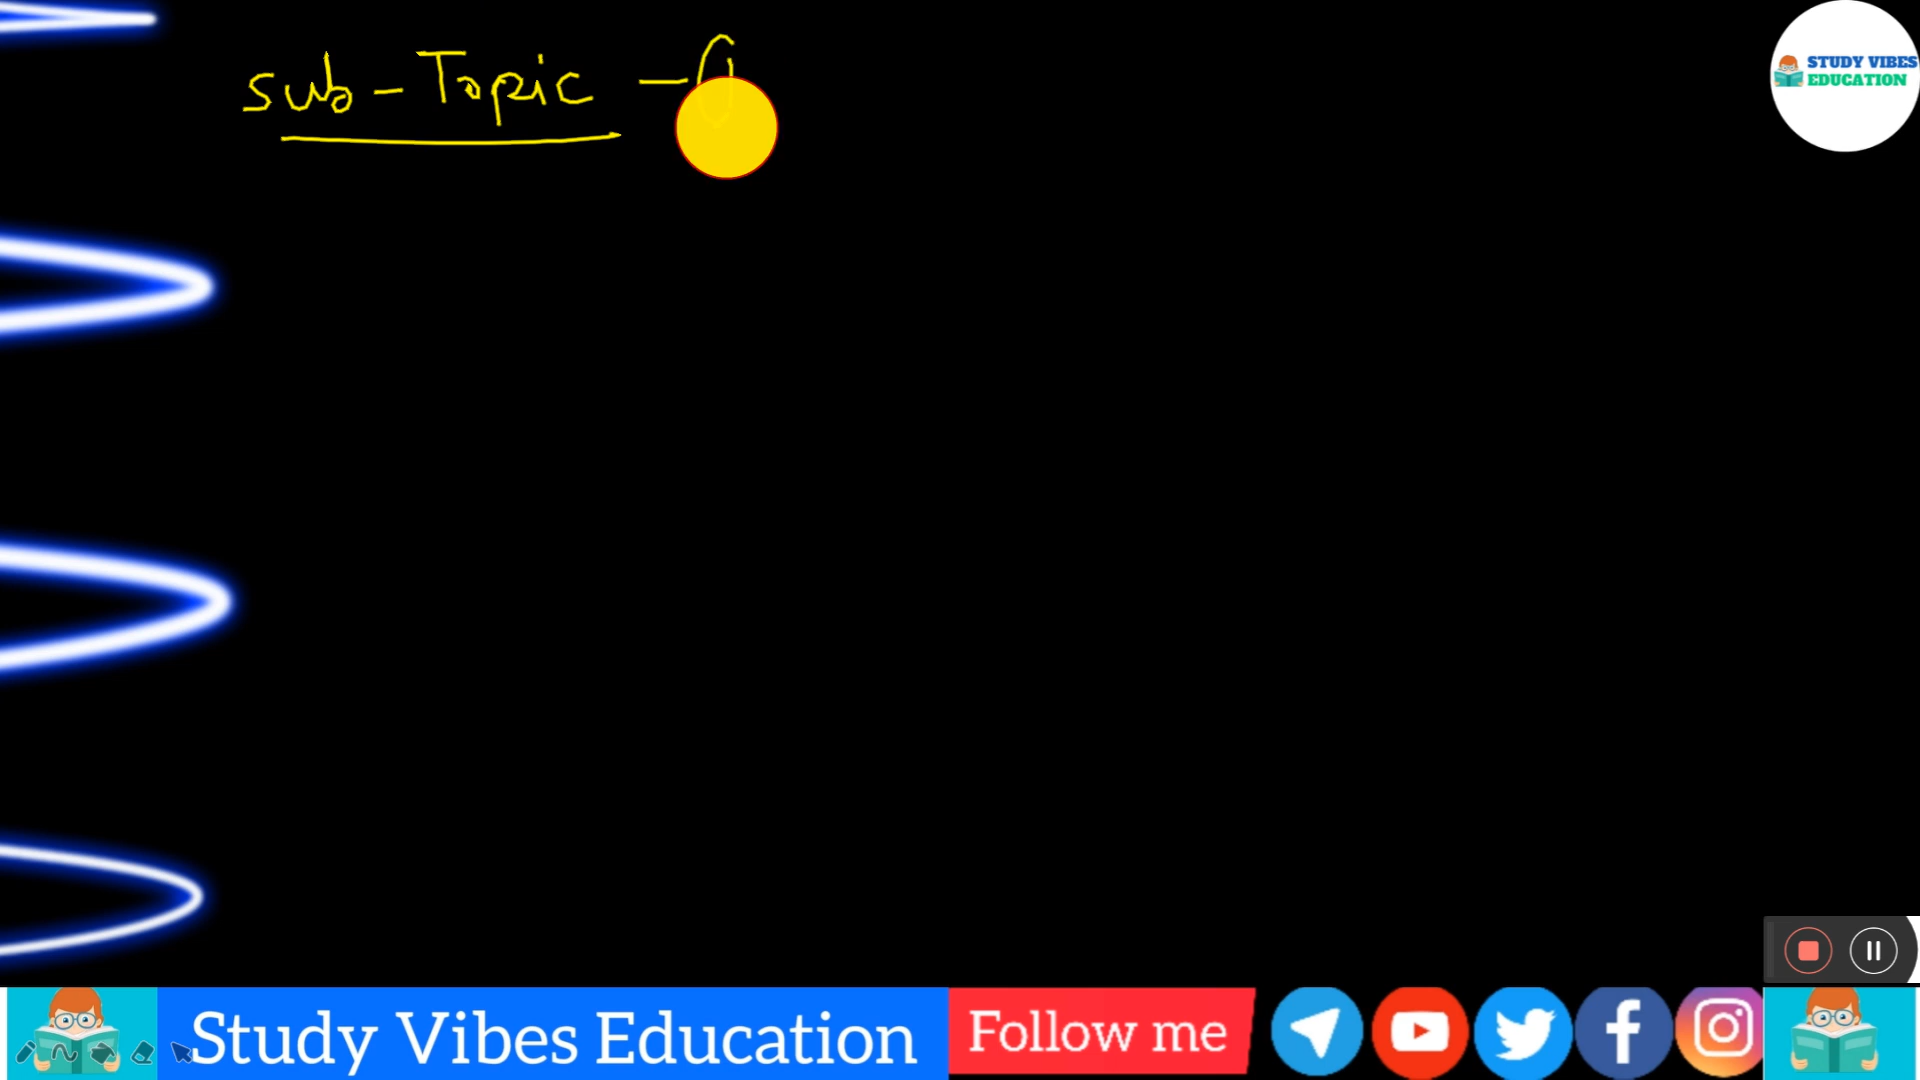 sub - Topic -
STUDY VIBES
EDUCATION
Study Vibes Education
Follow me